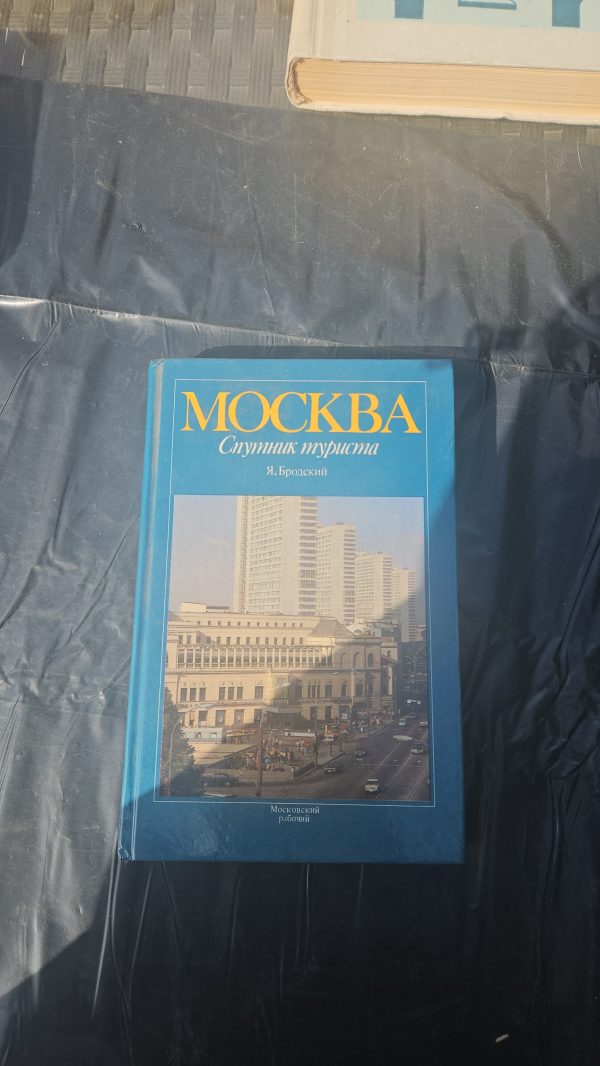 МОСКВА
Спутник туриста
Я. Бродский
Московский
рабочий